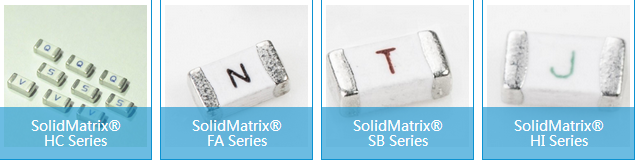 Q Q Q
V S S S
V V
SolidMatrix®
HC Series
N
SolidMatrix®
FA Series
T
SolidMatrix®
SB Series
J
SolidMatrix®
HI Series